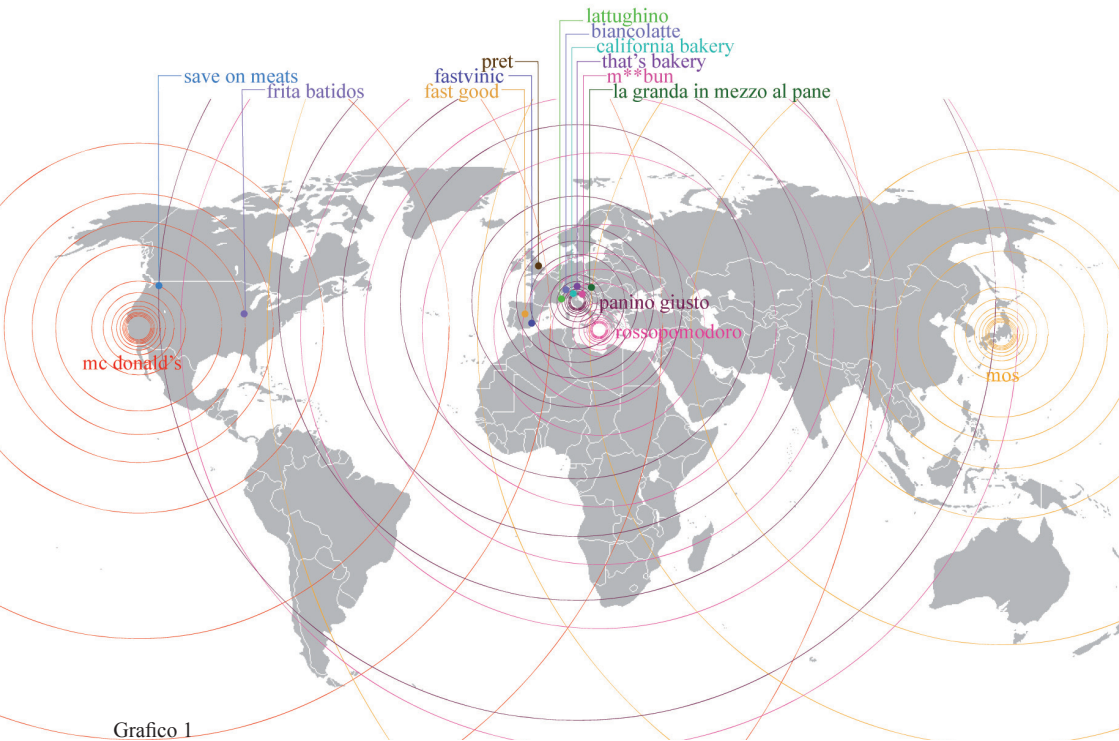 lattughino
biancolatte
california bakery
pret
that's bakery
save on meats
fastvinic
m**bun
frita batidos
fast good
la granda in mezzo al pane
panino giusto
rossopomodoro
mc donald's
mos
Grafico 1